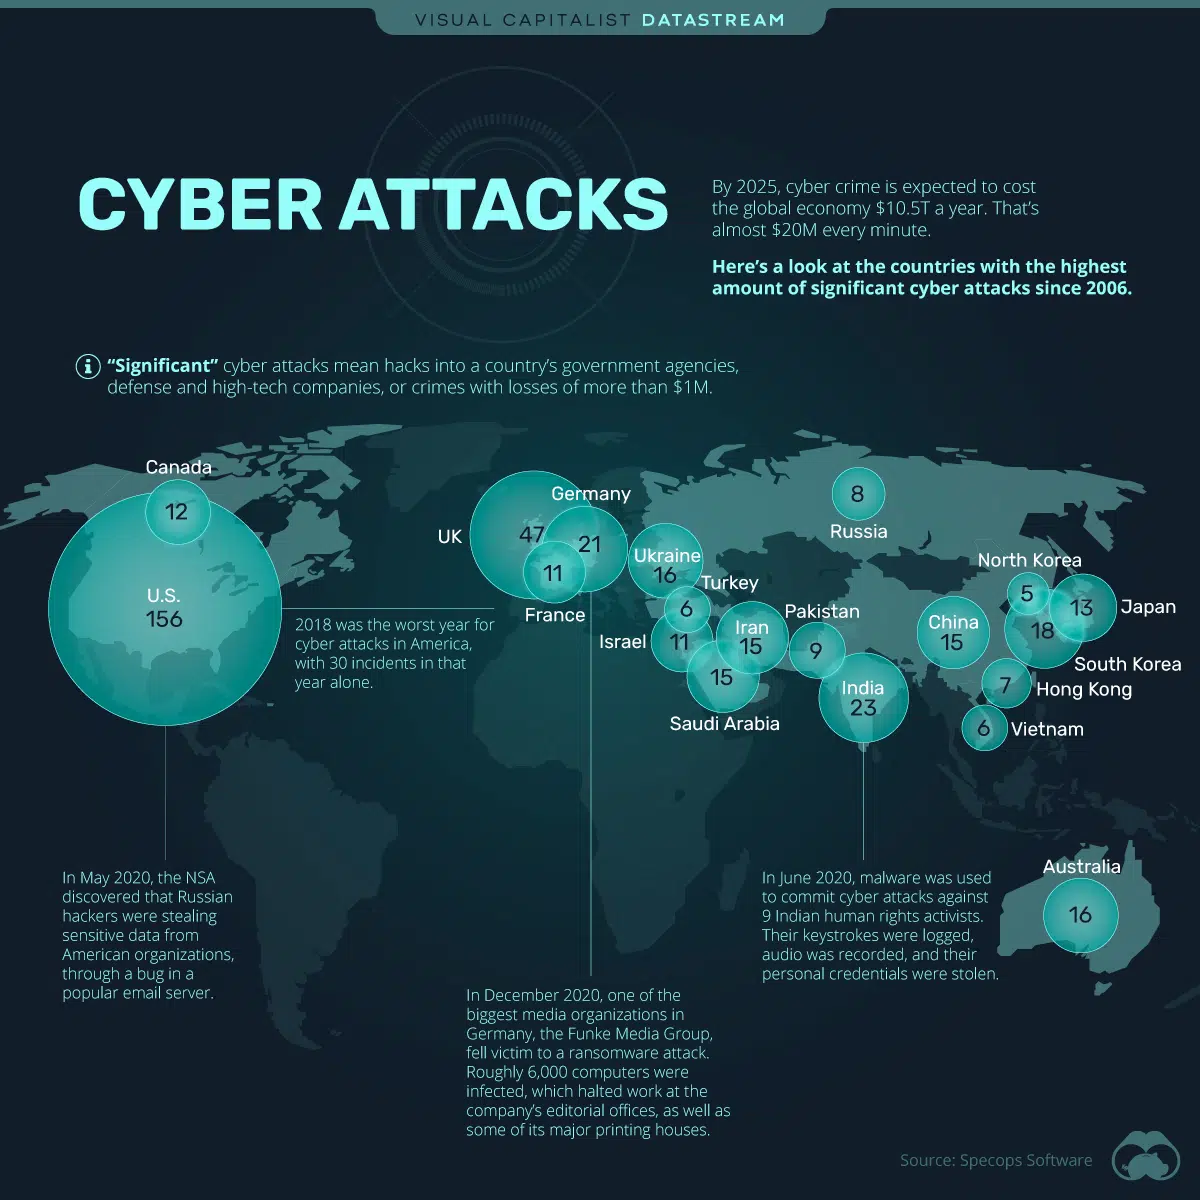 VISUAL CAPITALIST DATASTREAM
CYBER ATTACKS
By 2025, cyber crime is expected to cost
the global economy $10.5T a year. That's
almost $20M every minute.
Here's a look at the countries with the highest
amount of significant cyber attacks since 2006.
i
“Significant” cyber attacks mean hacks into a country's government agencies,
defense and high-tech companies, or crimes with losses of more than $1M.
Canada
12
U.S.
156
2018 was the worst year for
cyber attacks in America,
with 30 incidents in that
year alone.
UK
47
Germany
21
11
France
Ukraine
16
Turkey
6
Israel
11
Iran
15
15
Saudi Arabia
Pakistan
9
India
23
8
Russia
China
15
North Korea
5
13
Japan
18
South Korea
7
Hong Kong
6
Vietnam
Australia
16
In May 2020, the NSA
discovered that Russian
hackers were stealing
sensitive data from
American organizations,
through a bug in a
popular email server.
In December 2020, one of the
biggest media organizations in
Germany, the Funke Media Group,
fell victim to a ransomware attack.
Roughly 6,000 computers were
infected, which halted work at the
company's editorial offices, as well as
some of its major printing houses.
In June 2020, malware was used
to commit cyber attacks against
9 Indian human rights activists.
Their keystrokes were logged,
audio was recorded, and their
personal credentials were stolen.
Source: Specops Software